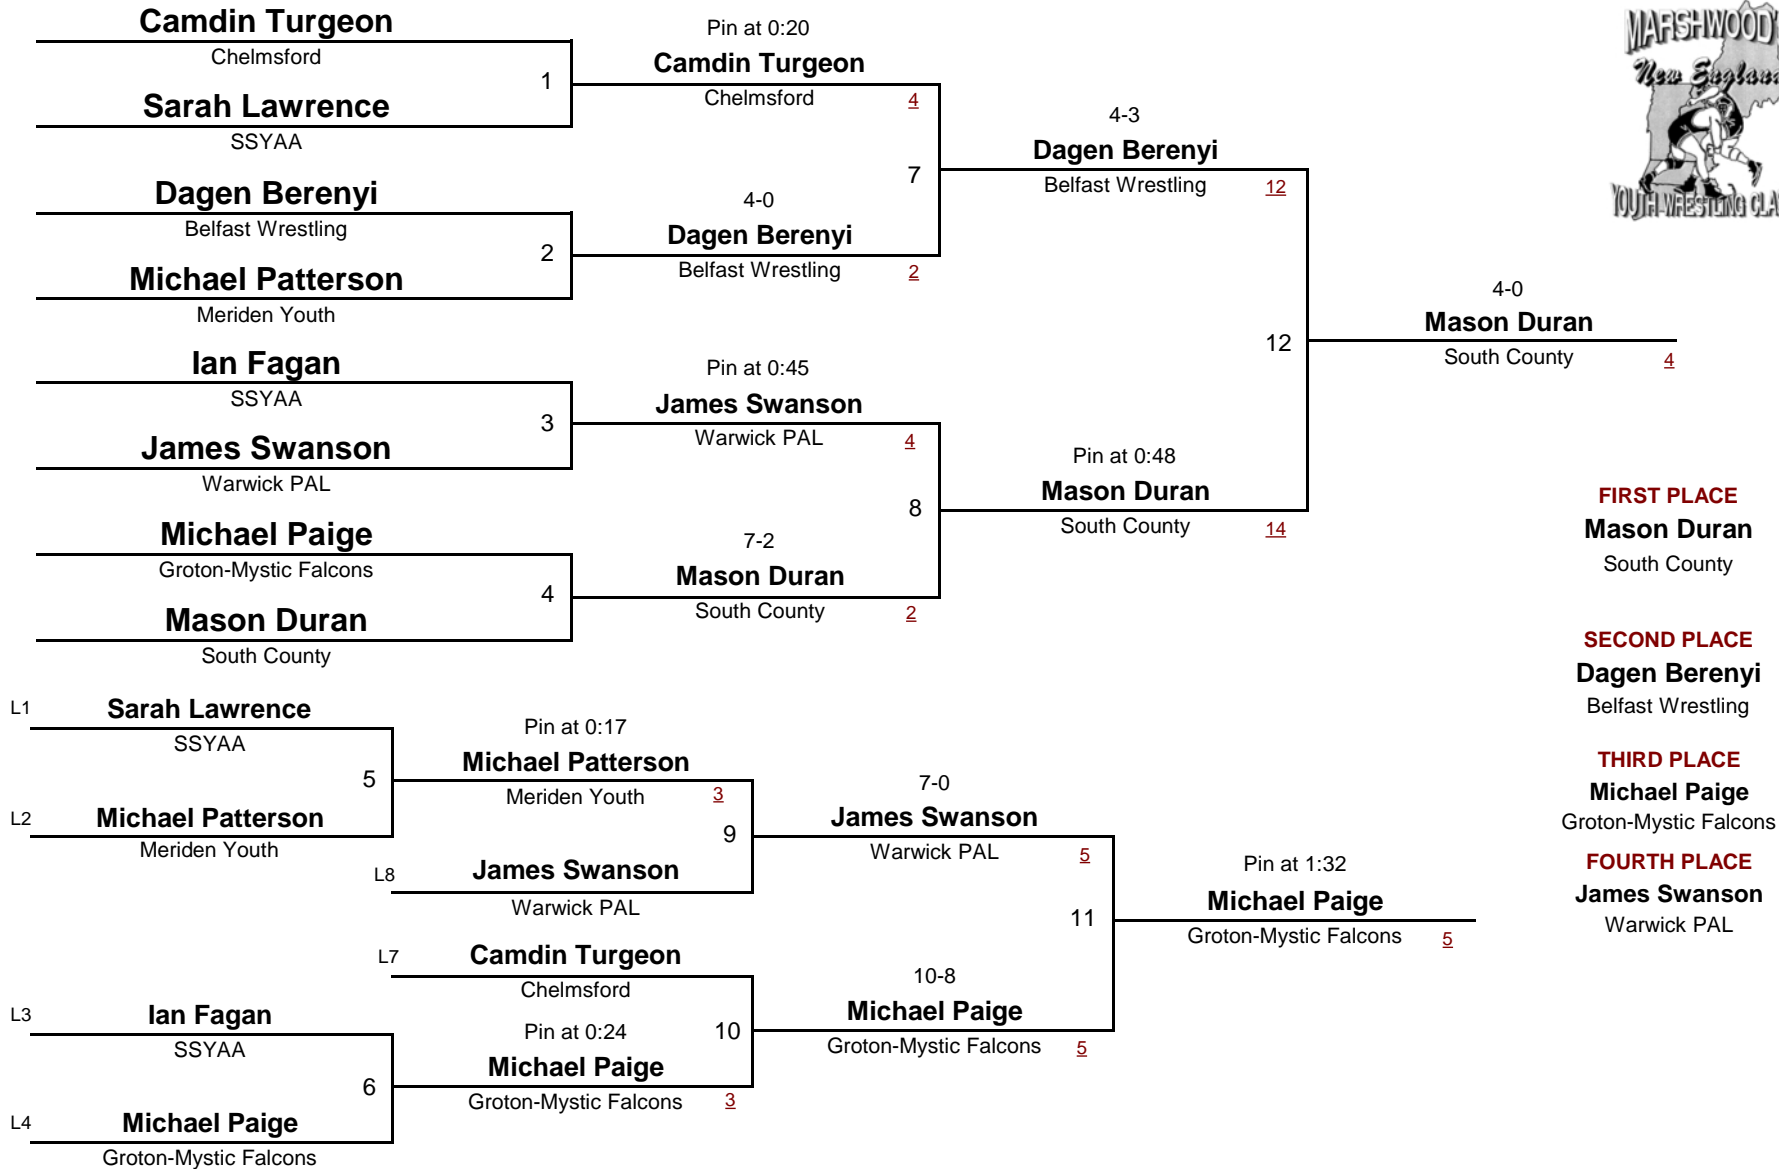 Camdin Turgeon
Chelmsford
1
Sarah Lawrence
SSYAA
Dagen Berenyi
Belfast Wrestling
2
Michael Patterson
Meriden Youth
Ian Fagan
SSYAA
3
James Swanson
Warwick PAL
Michael Paige
Groton-Mystic Falcons
4
Mason Duran
South County
Pin at 0:20
Camdin Turgeon
Chelmsford 4
7
4-0
Dagen Berenyi
Belfast Wrestling 2
Pin at 0:45
James Swanson
Warwick PAL 4
8
7-2
Mason Duran
South County 2
4-3
Dagen Berenyi
Belfast Wrestling 12
12
Pin at 0:48
Mason Duran
South County 14
4-0
Mason Duran
South County 4
MARSHWOOD'
New England
YOUTH WRESTLING CLA
FIRST PLACE
Mason Duran
South County
SECOND PLACE
Dagen Berenyi
Belfast Wrestling
THIRD PLACE
Michael Paige
Groton-Mystic Falcons
FOURTH PLACE
James Swanson
Warwick PAL
L1 Sarah Lawrence
SSYAA
5
L2 Michael Patterson
Meriden Youth
Pin at 0:17
Michael Patterson
Meriden Youth 3
9
L8 James Swanson
Warwick PAL
L7 Camdin Turgeon
Chelmsford
10
L3 Ian Fagan
SSYAA
6
L4 Michael Paige
Groton-Mystic Falcons
Pin at 0:24
Michael Paige
Groton-Mystic Falcons 3
7-0
James Swanson
Warwick PAL 5
11
10-8
Michael Paige
Groton-Mystic Falcons 5
Pin at 1:32
Michael Paige
Groton-Mystic Falcons 5